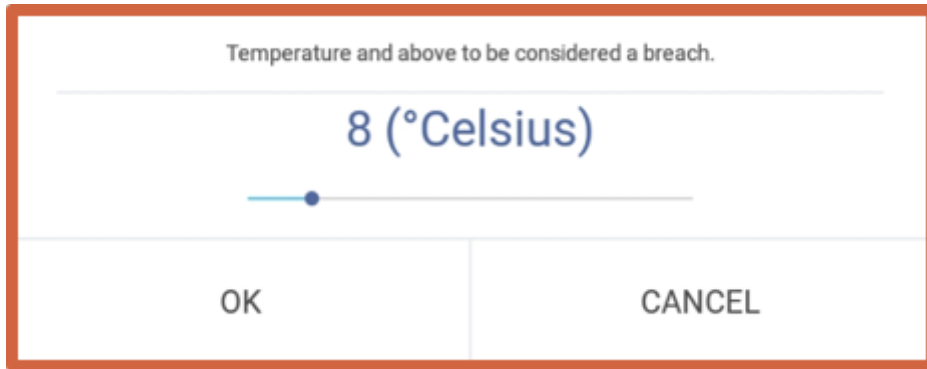 Temperature and above to be considered a breach.
8 (°Celsius)
OK
CANCEL